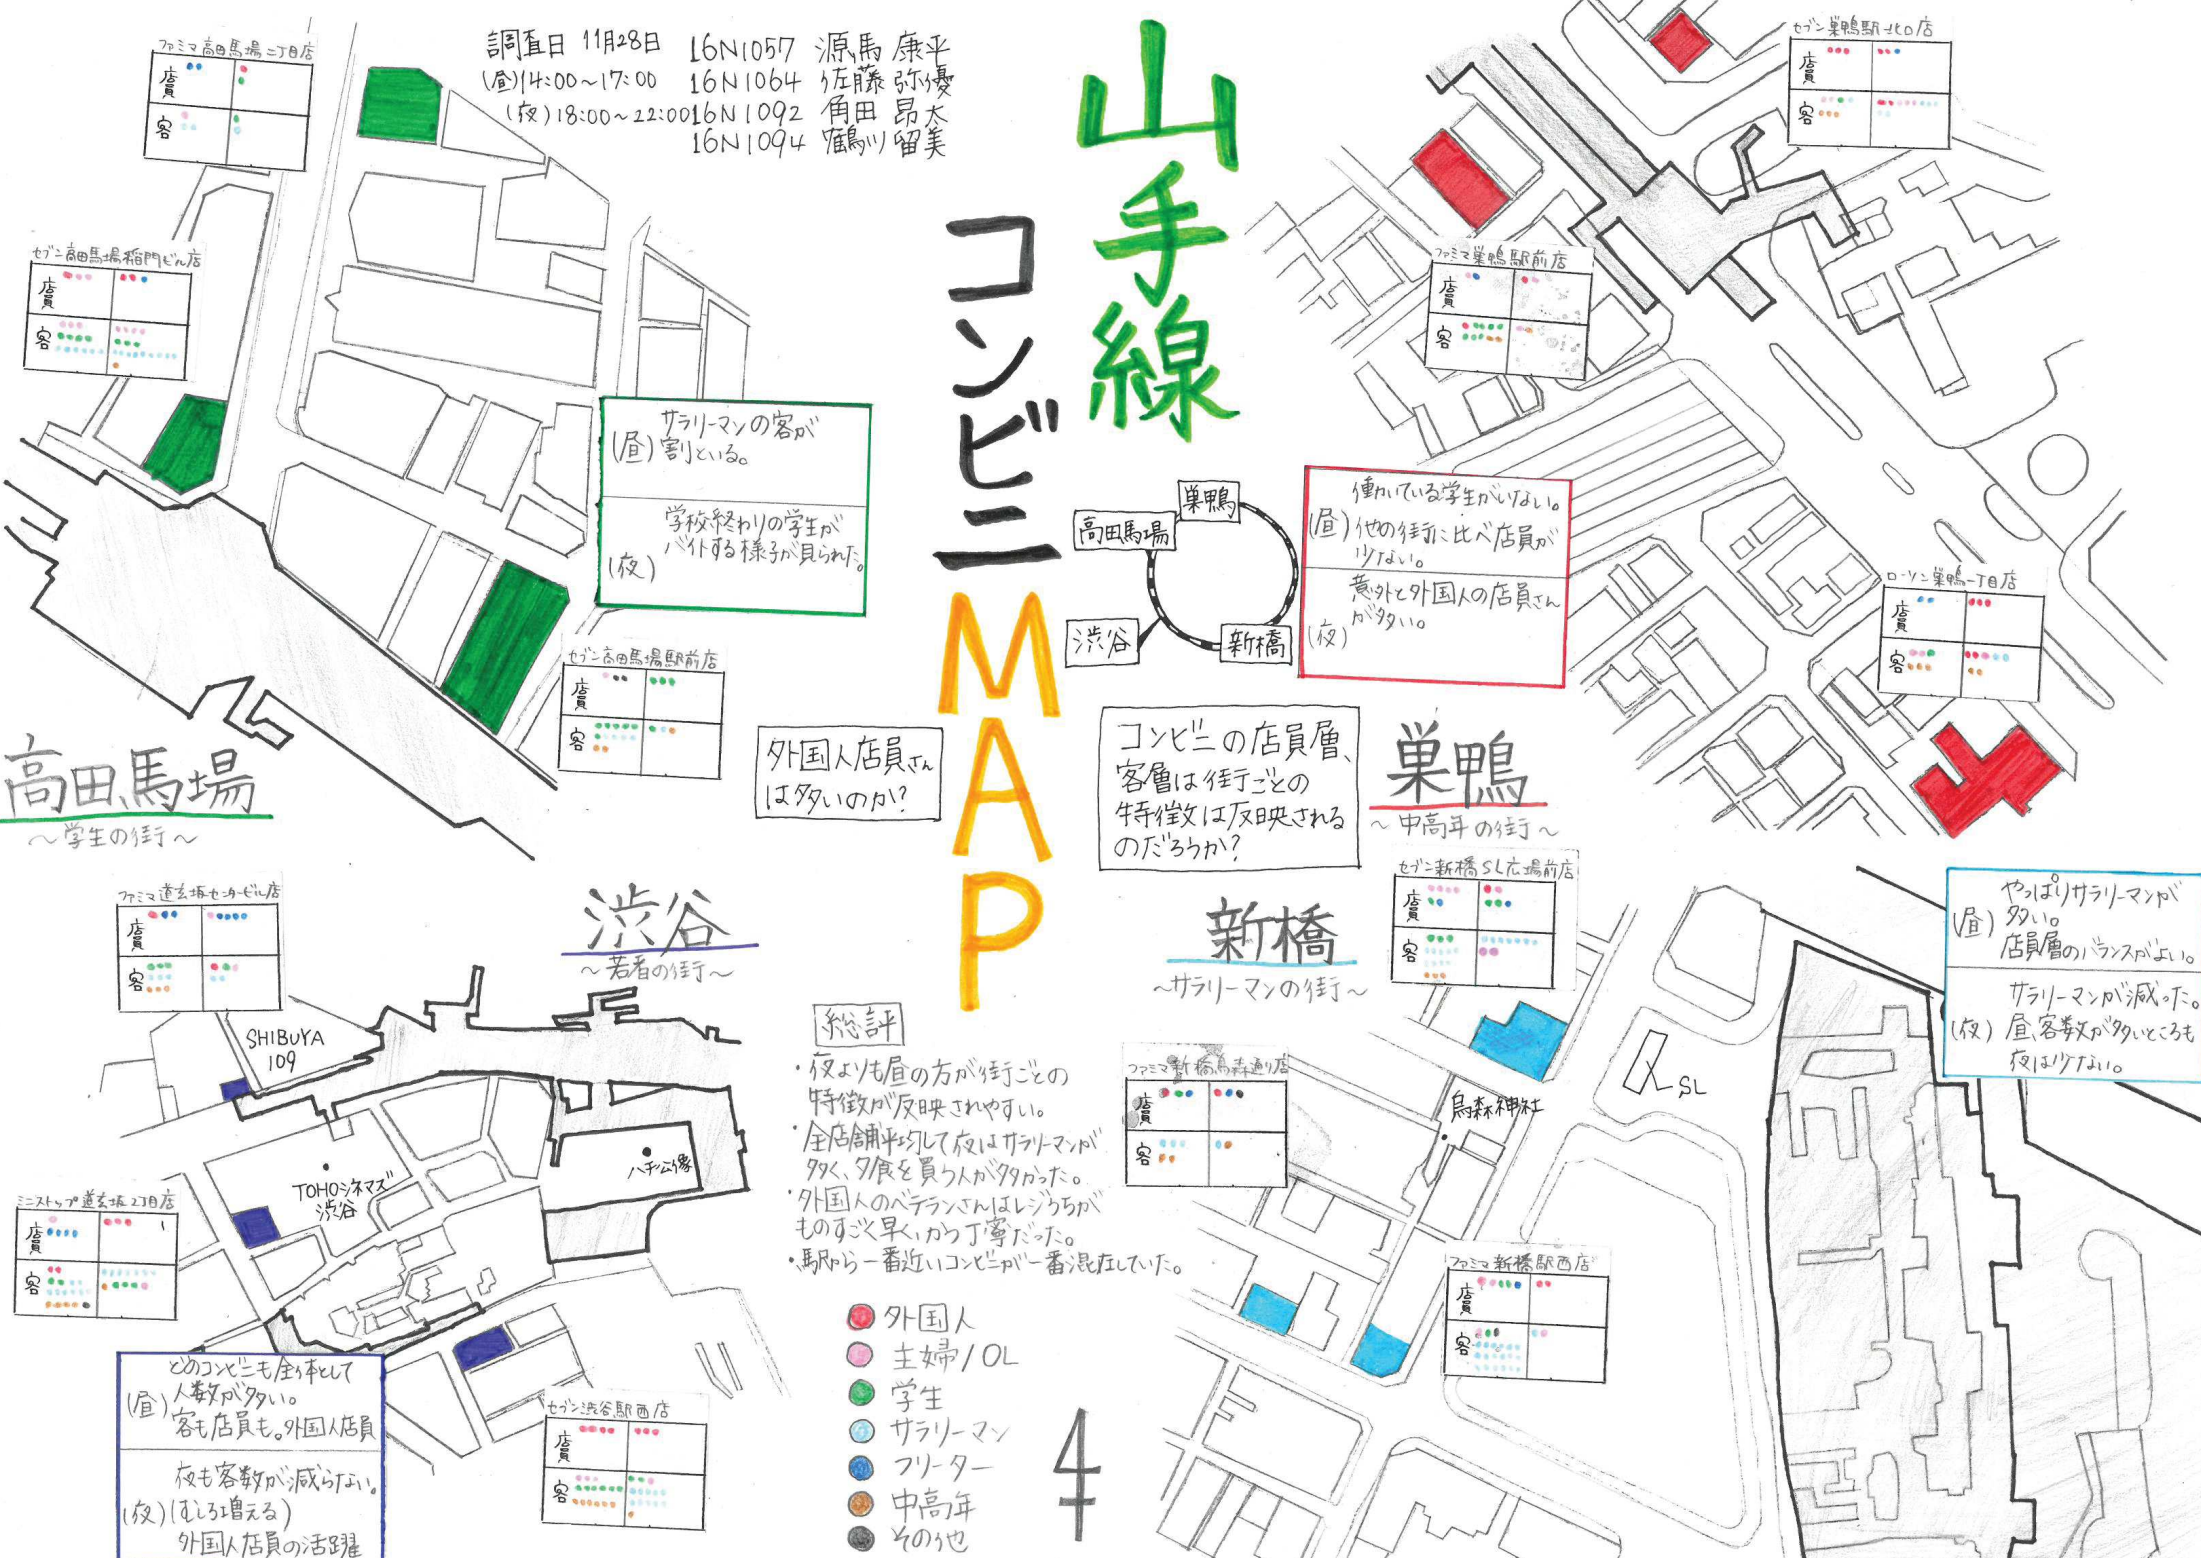 調査日 11月28日
(昼)14:00～17:00
(夜)18:00～22:00
16N1057 源馬 康平
16N1064 佐藤 弥優
16N1092 角田 昂太
16N1094 鶴川 留美
山手線
コンビニ
MAP
ファミマ高田馬場二丁目店
店員
客
セブン高田馬場稲門ビル店
店員
客
(昼)
サラリーマンの客が
割といる。
(夜)
学校終わりの学生が
バイトする様子が見られた。
セブン高田馬場駅前店
店員
客
高田馬場
～学生の街～
セブン巣鴨駅北口店
店員
客
ファミマ巣鴨駅前店
店員
客
巣鴨
高田馬場
渋谷
新橋
(昼)
働いている学生がいない。
他の街に比べ店員が
少ない。
(夜)
意外と外国人の店員さん
が多い。
ローソン巣鴨一丁目店
店員
客
外国人店員さん
は多いのか?
コンビニの店員層、
客層は街ごとの
特徴は反映される
のだろうか?
巣鴨
～中高年の街～
ファミマ道玄坂センタービル店
店員
客
渋谷
～若者の街～
SHIBUYA
109
TOHOシネマズ
渋谷
ハチ公像
ミニストップ道玄坂2丁目店
店員
客
(昼)
どのコンビニも全体として
人数が多い。
客も店員も。外国人店員
(夜)
夜も客数が減らない。
(むしろ増える)
外国人店員の活躍
セブン渋谷駅西店
店員
客
総評
・夜よりも昼の方が街ごとの
特徴が反映されやすい。
・全店舗平均して夜はサラリーマンが
多く、夕食を買う人が多かった。
・外国人のベテランさんはレジうちが
ものすごく早く、かつ丁寧だった。
・駅から一番近いコンビニが一番混在していた。
外国人
主婦/OL
学生
サラリーマン
フリーター
中高年
その他
新橋
～サラリーマンの街～
セブン新橋SL広場前店
店員
客
(昼)
やっぱりサラリーマンが
多い。
店員層のバランスがよい。
(夜)
サラリーマンが減った。
昼、客数が多いところも
夜は少ない。
ファミマ新橋烏森通り店
店員
客
烏森神社
SL
ファミマ新橋駅西店
店員
客